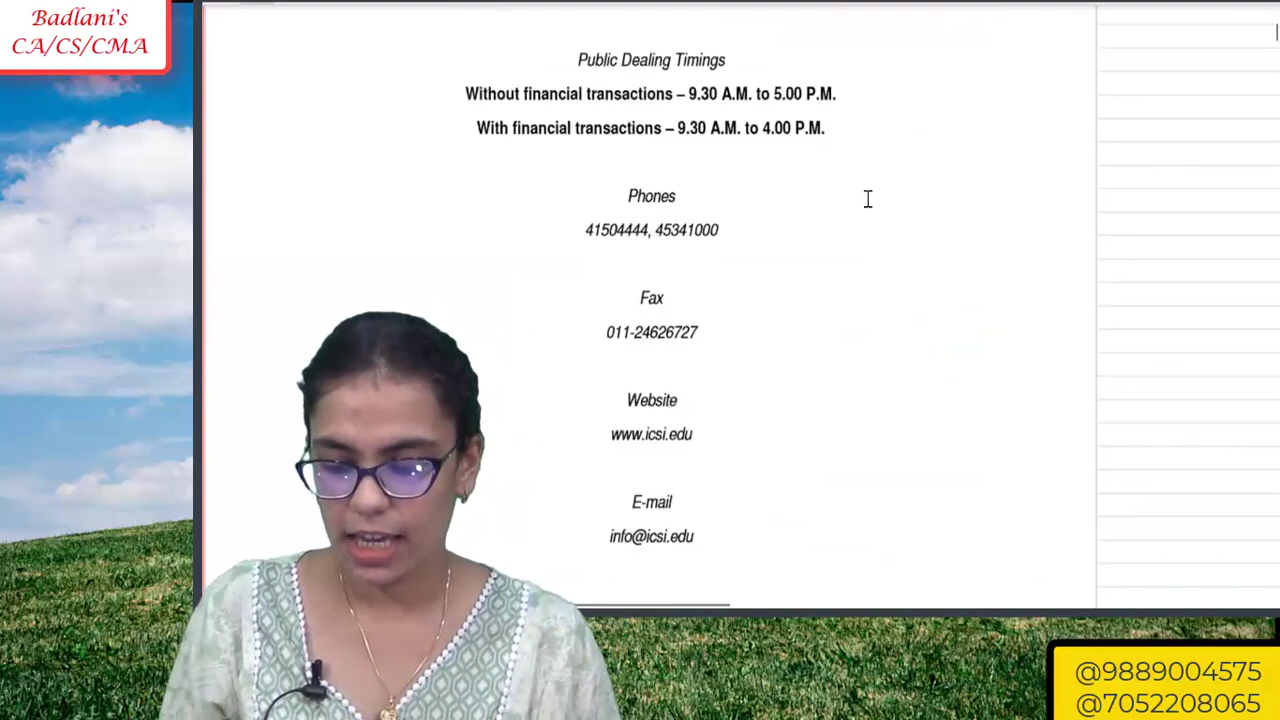 Badlani's
CA/CS/CMA
Public Dealing Timings
Without financial transactions – 9.30 A.M. to 5.00 P.M.
With financial transactions – 9.30 A.M. to 4.00 P.M.
Phones
41504444, 45341000
Fax
011-24626727
Website
www.icsi.edu
E-mail
info@icsi.edu
@9889004575
@7052208065